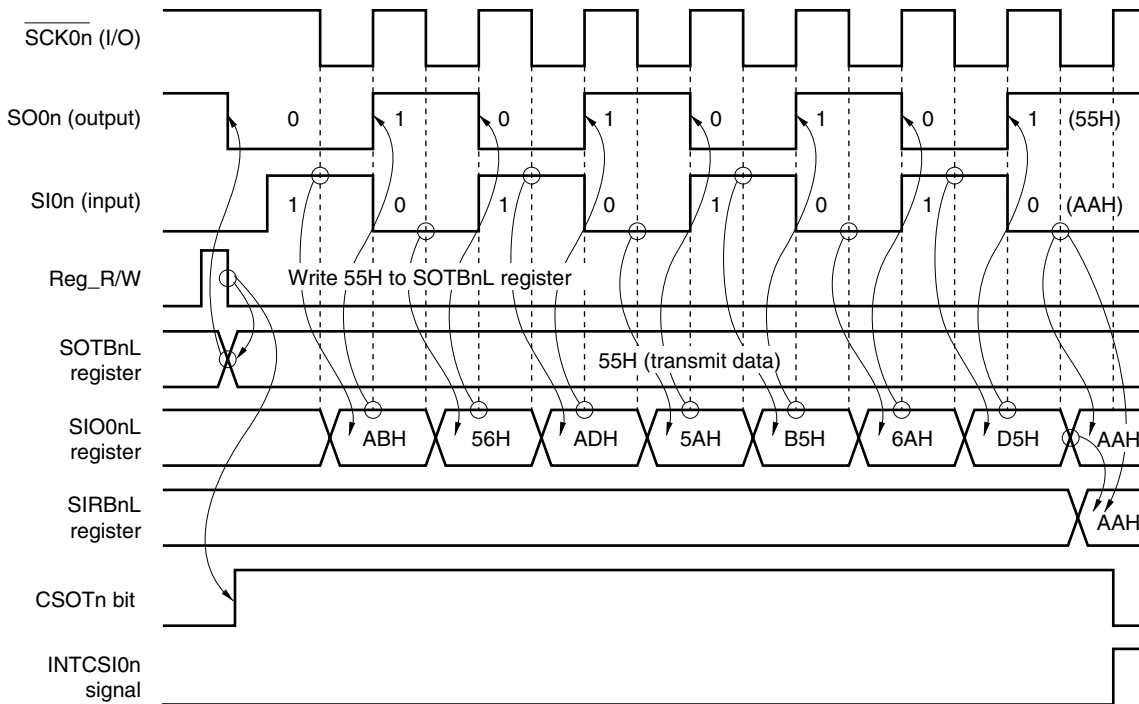 SCK0n (I/O)
SO0n (output)
0 1 0 1 0 1 0 1 (55H)
SI0n (input)
1 0 1 0 1 0 1 0 (AAH)
Reg_R/W
Write 55H to SOTBnL register
SOTBnL
register
55H (transmit data)
SIO0nL
register
ABH 56H ADH 5AH B5H 6AH D5H AAH
SIRBnL
register
AAH
CSOTn bit
INTCSI0n
signal